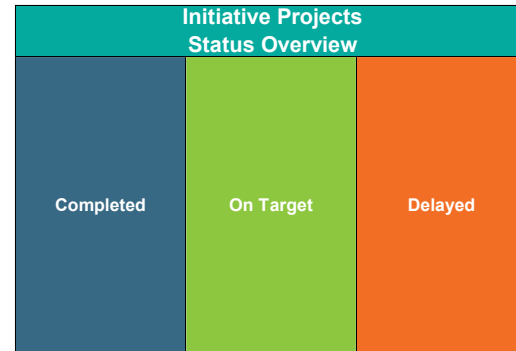 Initiative Projects
Status Overview
Completed
On Target
Delayed